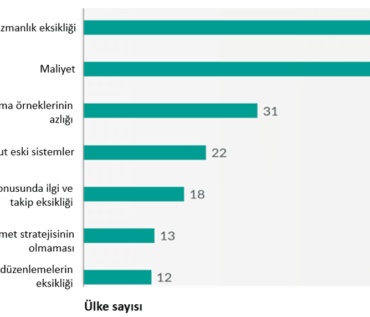 zmanlık eksikliği
Maliyet
ma örneklerinin
azlığı
31
ut eski sistemler
22
onusunda ilgi ve
takip eksikliği
18
met stratejisinin
olmaması
13
düzenlemelerin
eksikliği
12
Ülke sayısı